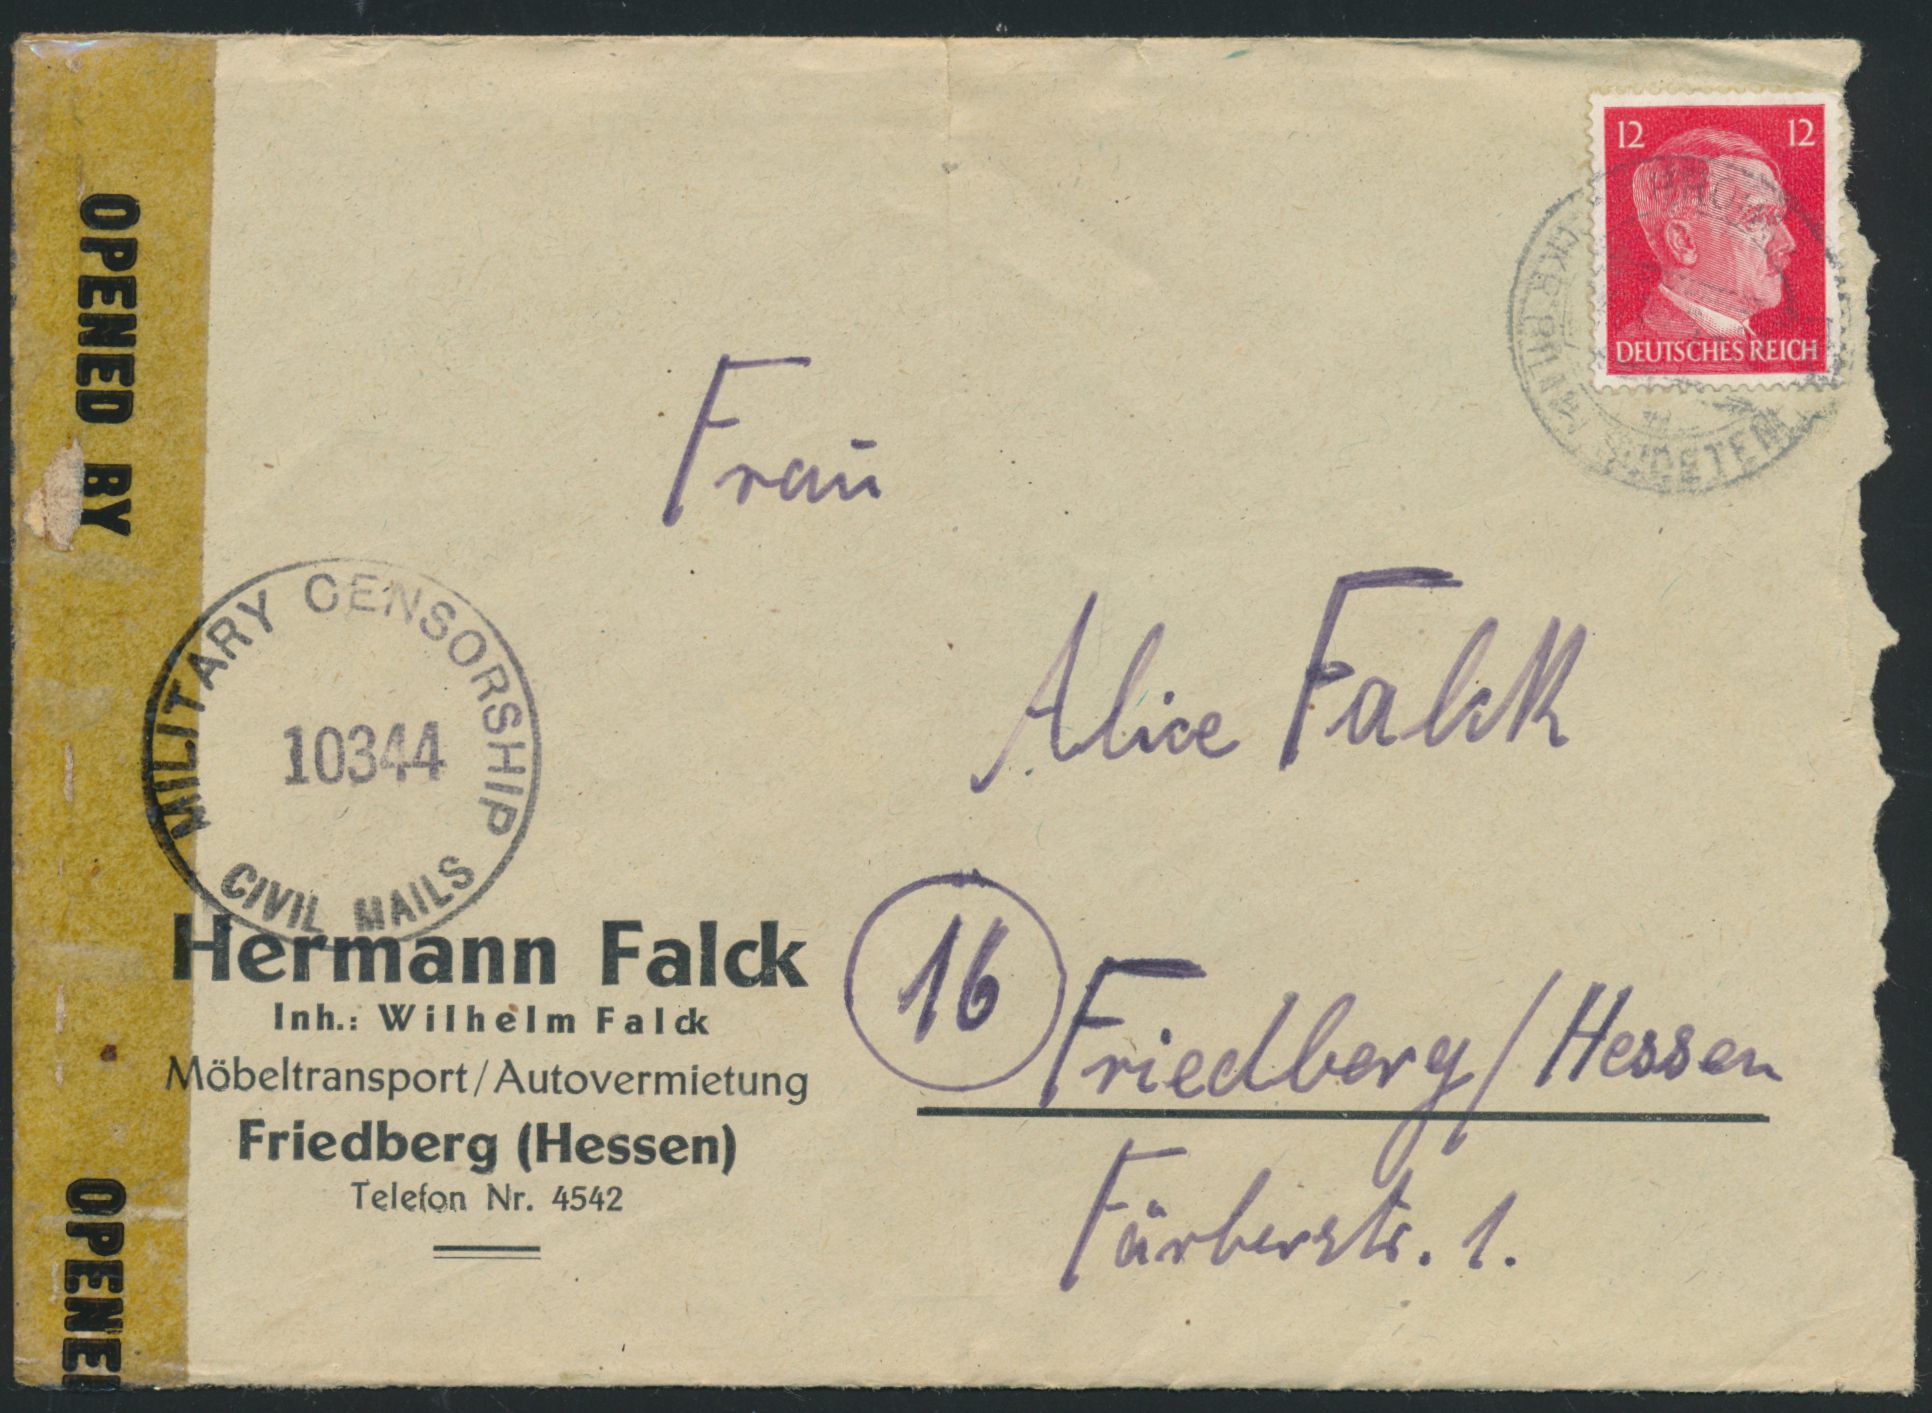 12 12
DEUTSCHES REICH
SUDETEN
OPENED BY
Frau
MILITARY CENSORSHIP
10344
CIVIL MAILS
Alice Falck
Hermann Falck
Inh.: Wilhelm Falck
Möbeltransport/Autovermietung
Friedberg (Hessen)
Telefon Nr. 4542
16
Friedberg/Hessen
Färberstr. 1.
OPENE